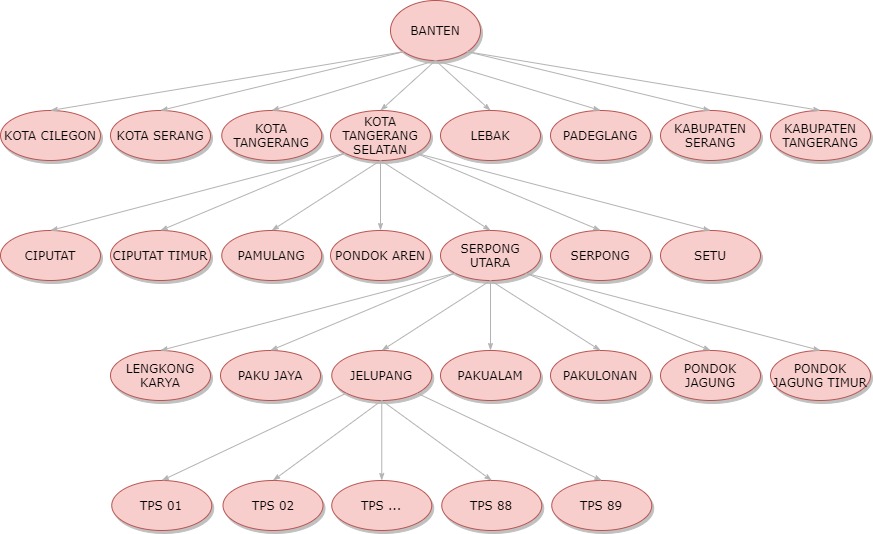 BANTEN
KOTA CILEGON
KOTA SERANG
KOTA
TANGERANG
KOTA
TANGERANG
SELATAN
LEBAK
PADEGLANG
KABUPATEN
SERANG
KABUPATEN
TANGERANG
CIPUTAT
CIPUTAT TIMUR
PAMULANG
PONDOK AREN
SERPONG
UTARA
SERPONG
SETU
LENGKONG
KARYA
PAKU JAYA
JELUPANG
PAKUALAM
PAKULONAN
PONDOK
JAGUNG
PONDOK
JAGUNG TIMUR
TPS 01
TPS 02
TPS ...
TPS 88
TPS 89